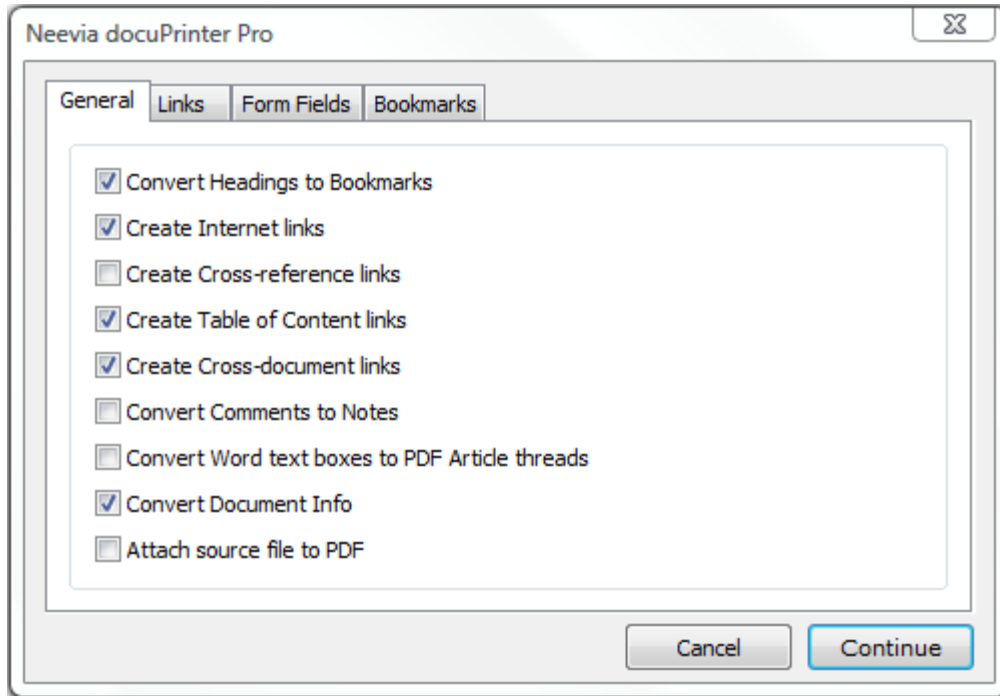 Neevia docuPrinter Pro
General Links Form Fields Bookmarks
Convert Headings to Bookmarks
Create Internet links
Create Cross-reference links
Create Table of Content links
Create Cross-document links
Convert Comments to Notes
Convert Word text boxes to PDF Article threads
Convert Document Info
Attach source file to PDF
Cancel Continue